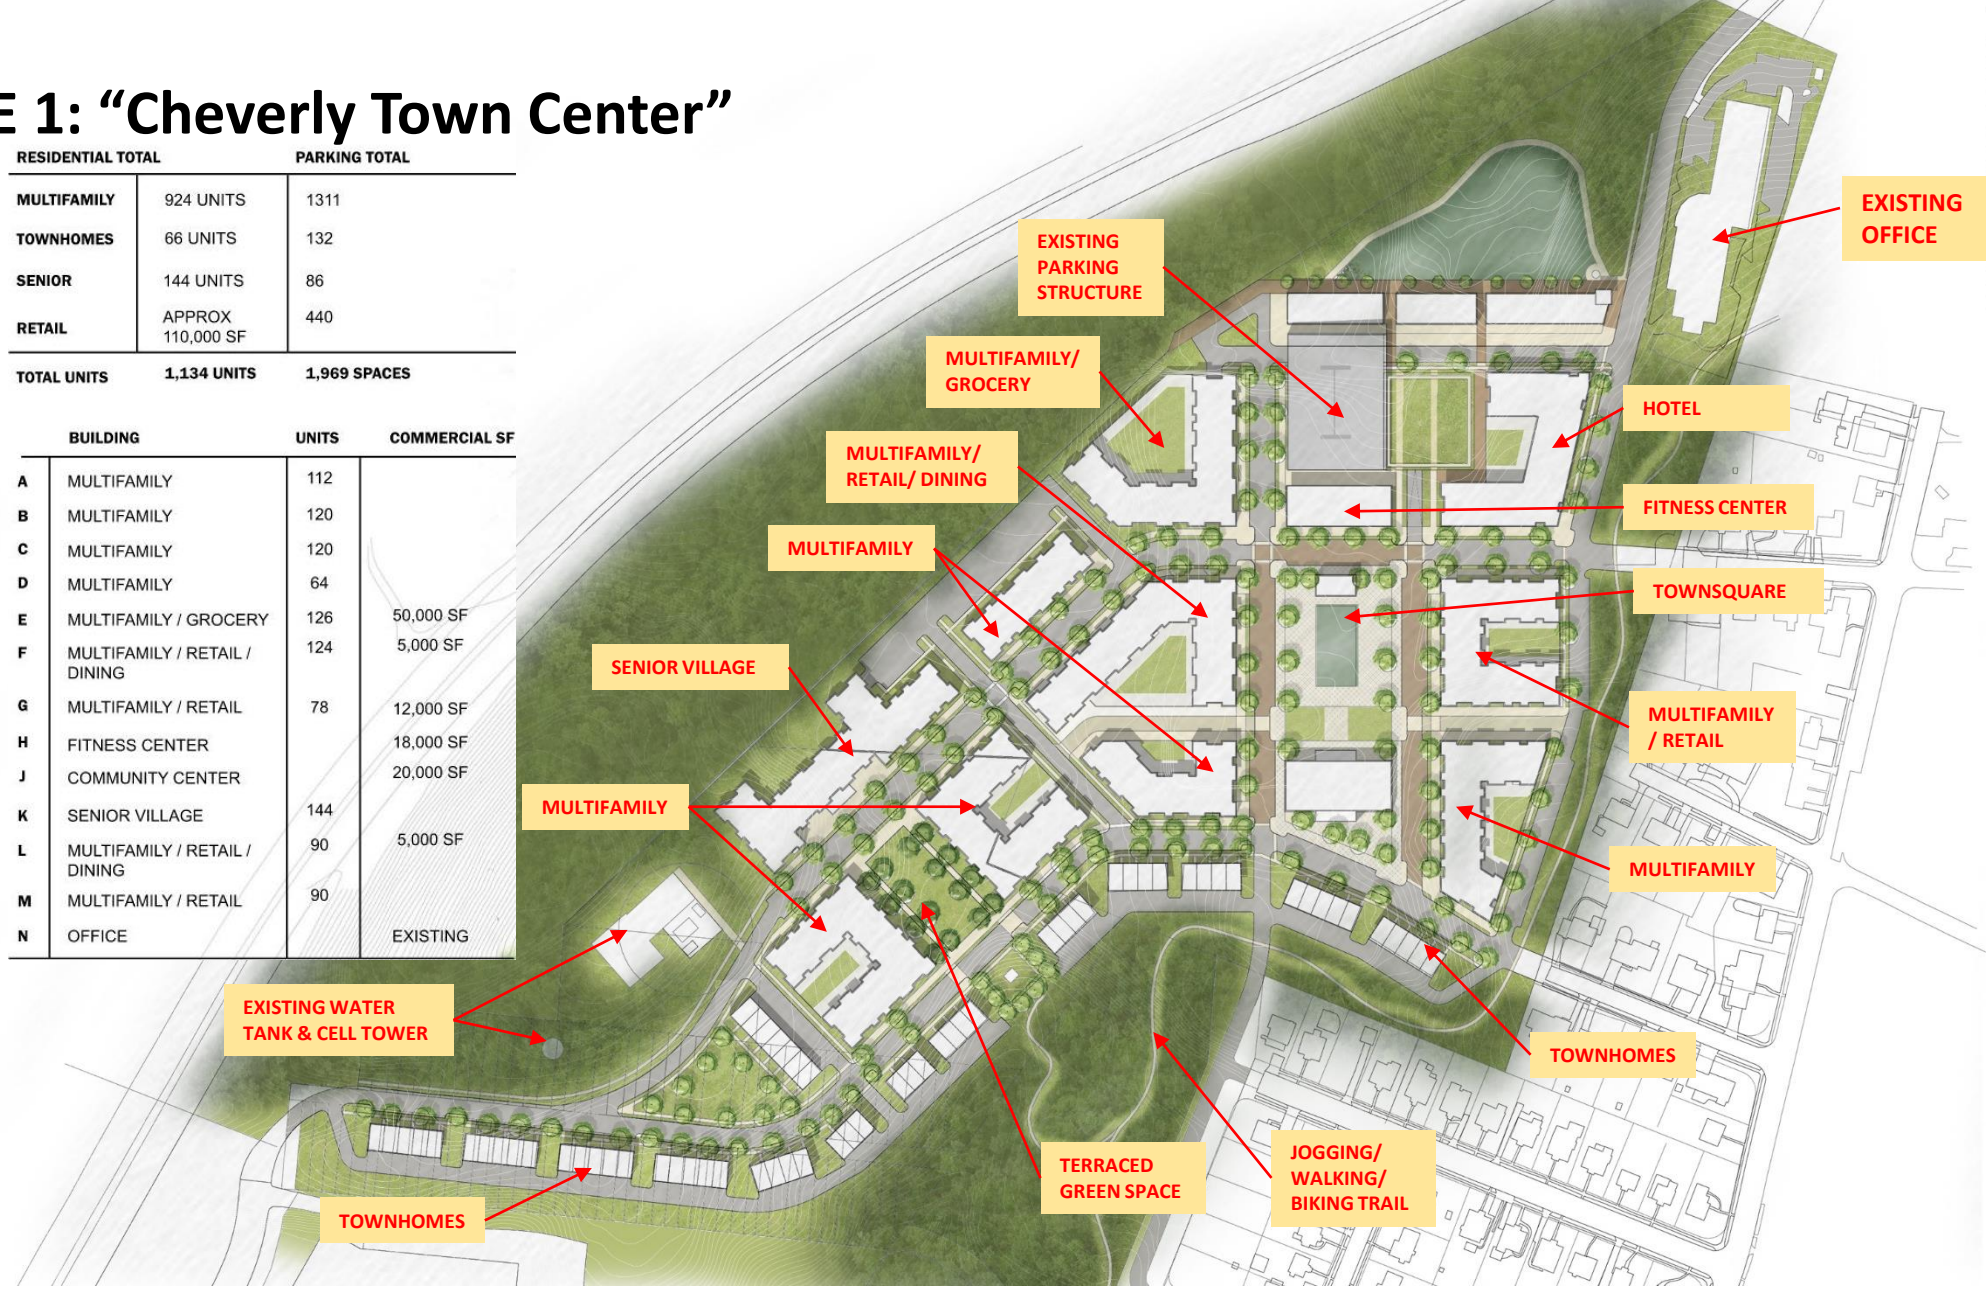 E 1: “Cheverly Town Center”
RESIDENTIAL TOTAL PARKING TOTAL
MULTIFAMILY 924 UNITS 1311
TOWNHOMES 66 UNITS 132
SENIOR 144 UNITS 86
RETAIL APPROX 110,000 SF 440
TOTAL UNITS 1,134 UNITS 1,969 SPACES
BUILDING UNITS COMMERCIAL SF
A MULTIFAMILY 112
B MULTIFAMILY 120
C MULTIFAMILY 120
D MULTIFAMILY 64
E MULTIFAMILY / GROCERY 126 50,000 SF
F MULTIFAMILY / RETAIL / 124 5,000 SF
DINING
G MULTIFAMILY / RETAIL 78 12,000 SF
H FITNESS CENTER 18,000 SF
J COMMUNITY CENTER 20,000 SF
K SENIOR VILLAGE 144
L MULTIFAMILY / RETAIL / 90 5,000 SF
DINING
M MULTIFAMILY / RETAIL 90
N OFFICE EXISTING
EXISTING
OFFICE
EXISTING
PARKING
STRUCTURE
MULTIFAMILY/
GROCERY
HOTEL
MULTIFAMILY/
RETAIL/ DINING
FITNESS CENTER
MULTIFAMILY
TOWNSQUARE
SENIOR VILLAGE
MULTIFAMILY
/ RETAIL
MULTIFAMILY
MULTIFAMILY
EXISTING WATER
TANK & CELL TOWER
TOWNHOMES
TERRACED
GREEN SPACE
JOGGING/
WALKING/
BIKING TRAIL
TOWNHOMES